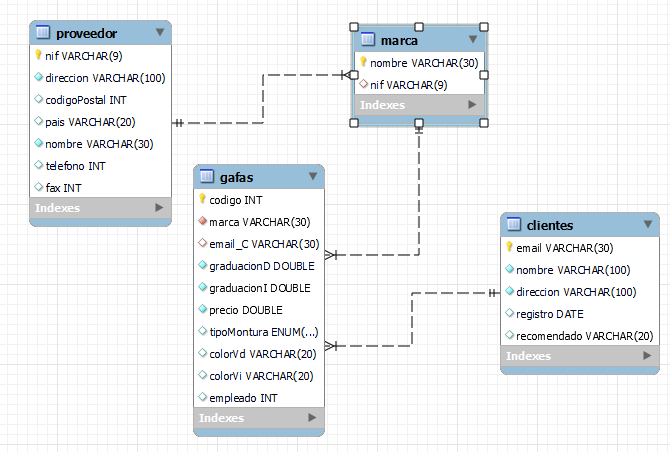 proveedor
nif VARCHAR(9)
direccion VARCHAR(100)
codigoPostal INT
pais VARCHAR(20)
nombre VARCHAR(30)
telefono INT
fax INT
Indexes
marca
nombre VARCHAR(30)
nif VARCHAR(9)
Indexes
gafas
codigo INT
marca VARCHAR(30)
email_C VARCHAR(30)
graduacionD DOUBLE
graduacionI DOUBLE
precio DOUBLE
tipoMontura ENUM(...)
colorVd VARCHAR(20)
colorVi VARCHAR(20)
empleado INT
Indexes
clientes
email VARCHAR(30)
nombre VARCHAR(100)
direccion VARCHAR(100)
registro DATE
recomendado VARCHAR(20)
Indexes